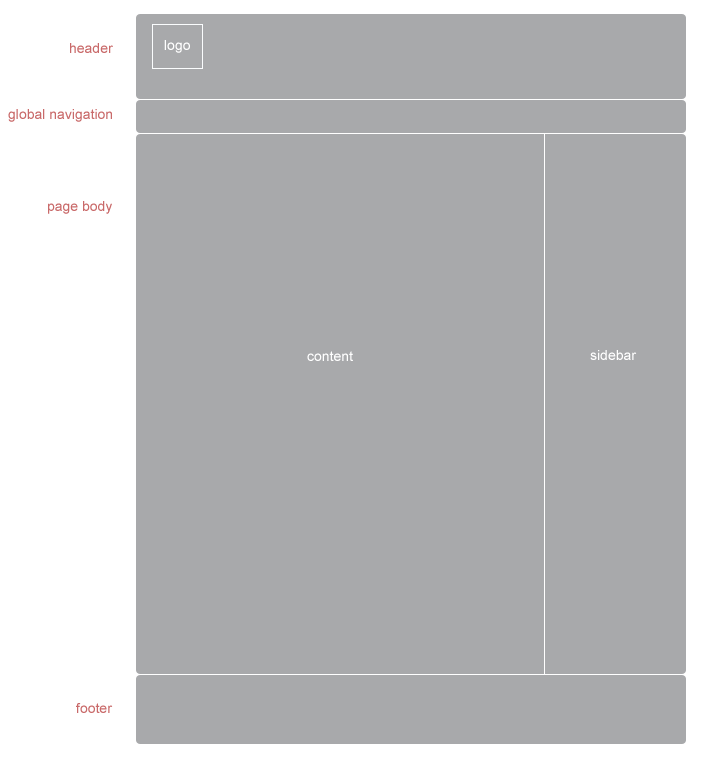 header
logo
global navigation
page body
content
sidebar
footer